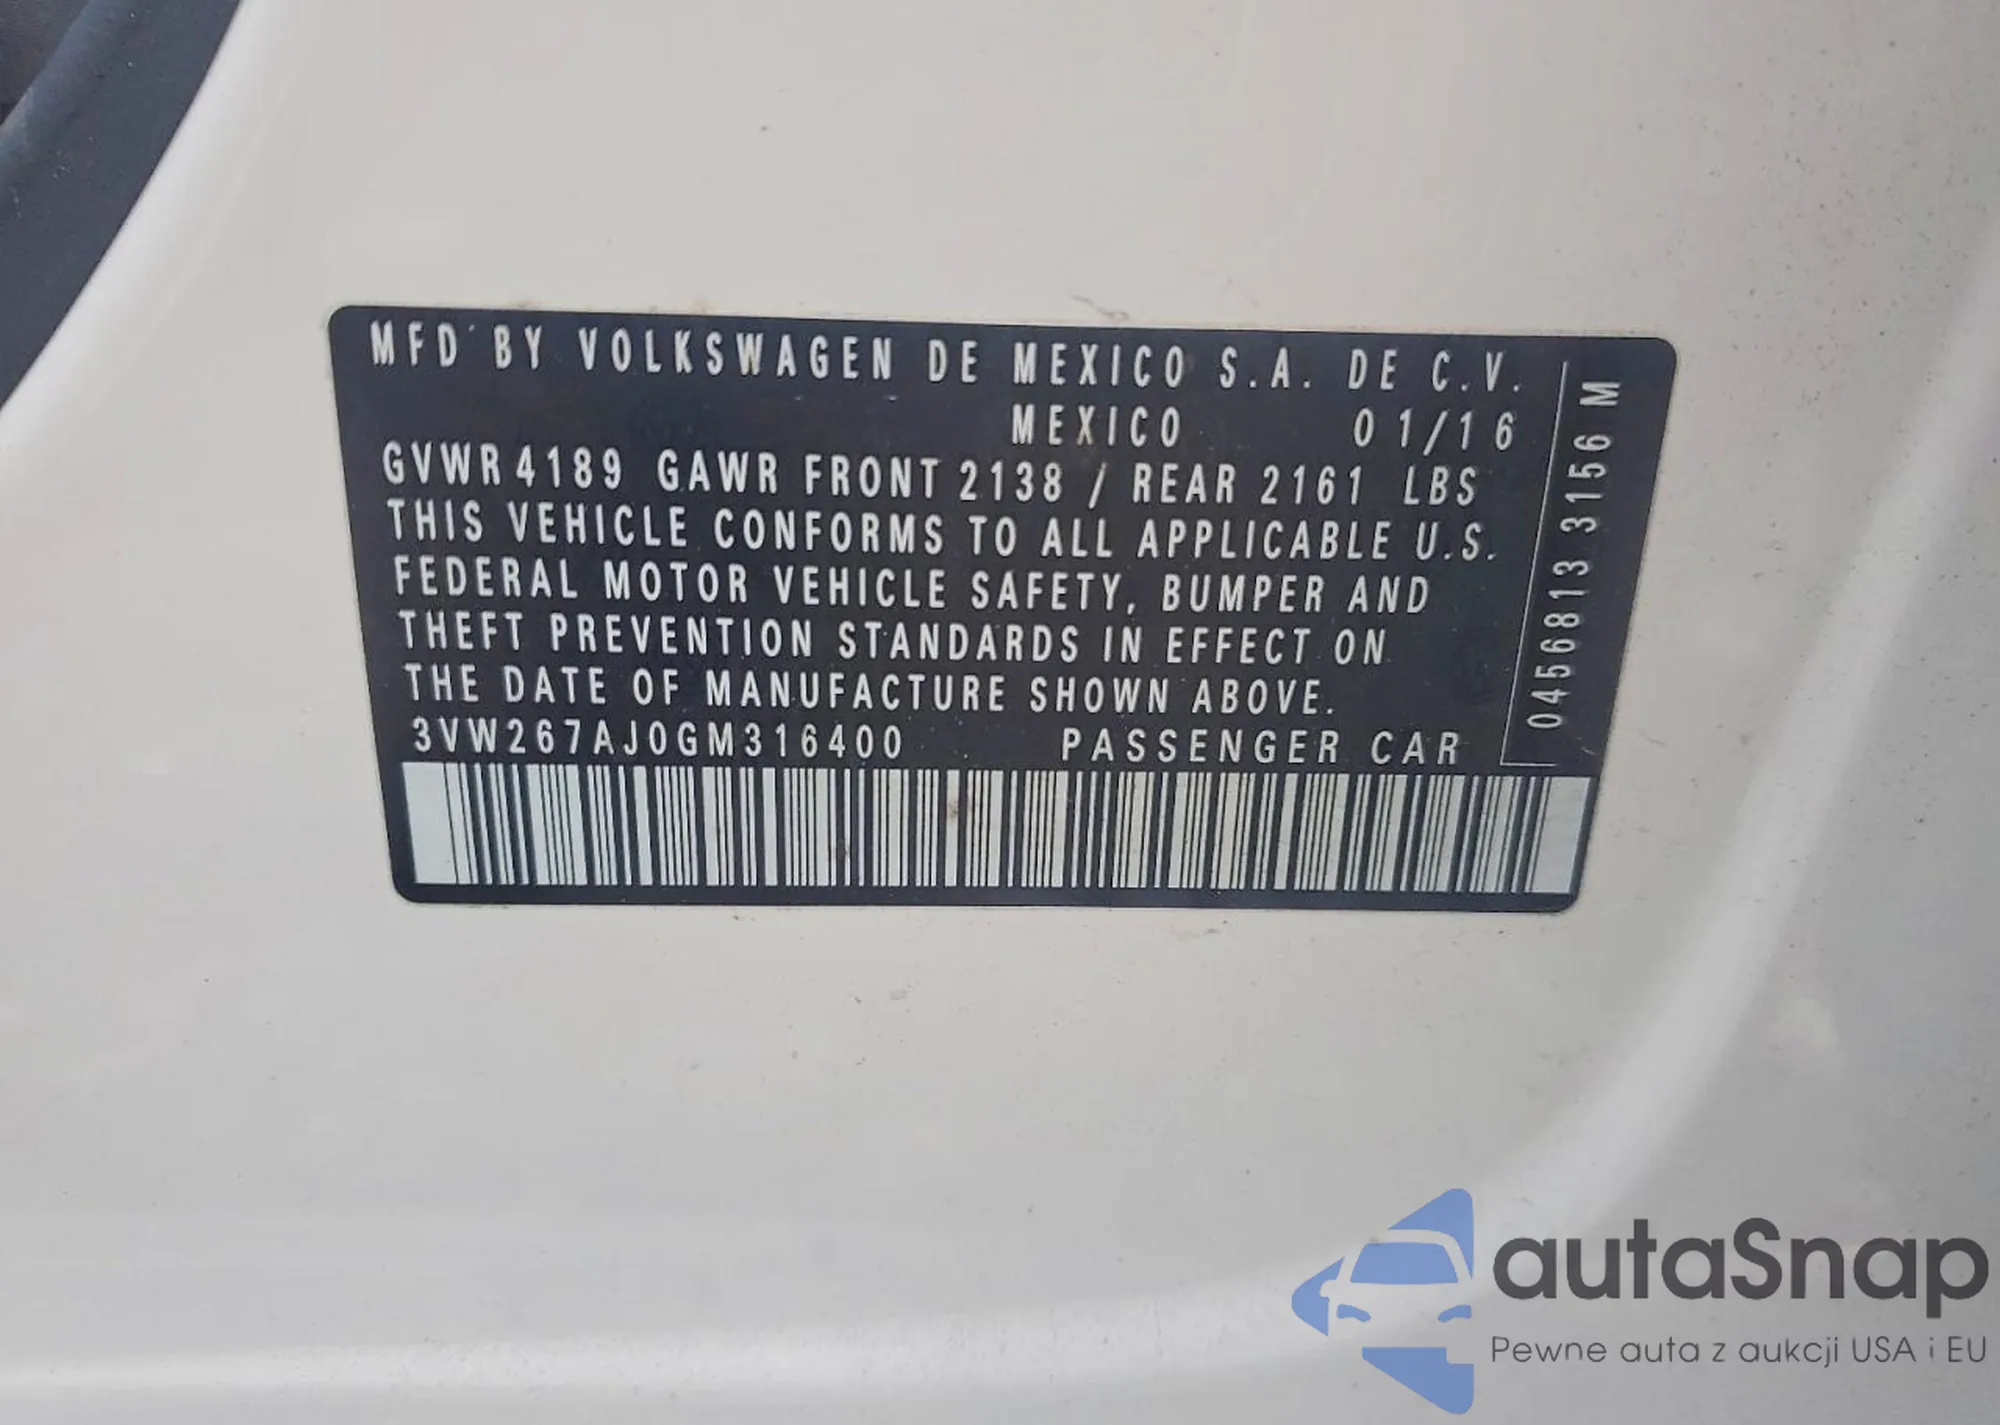 MFD BY VOLKSWAGEN DE MEXICO S.A. DE C.V.
MEXICO 01/16
GVWR 4189 GAWR FRONT 2138 / REAR 2161 LBS
THIS VEHICLE CONFORMS TO ALL APPLICABLE U.S.
FEDERAL MOTOR VEHICLE SAFETY, BUMPER AND
THEFT PREVENTION STANDARDS IN EFFECT ON
THE DATE OF MANUFACTURE SHOWN ABOVE.
3VW267AJ0GM316400 PASSENGER CAR
0456813 3156 M
autaSnap
Pewne auta z aukcji USA i EU